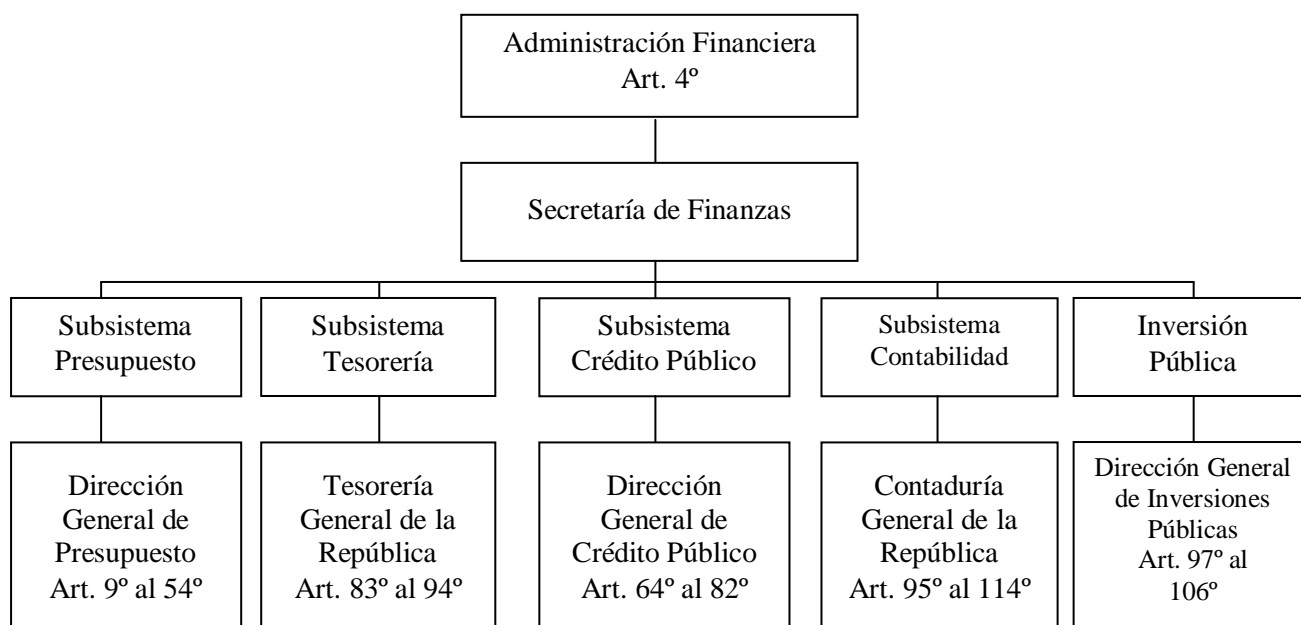 Administración Financiera
Art. 4º
Secretaría de Finanzas
Subsistema
Presupuesto
Subsistema
Tesorería
Subsistema
Crédito Público
Subsistema
Contabilidad
Inversión
Pública
Dirección
General de
Presupuesto
Art. 9º al 54º
Tesorería
General de la
República
Art. 83º al 94º
Dirección
General de
Crédito Público
Art. 64º al 82º
Contaduría
General de la
República
Art. 95º al 114º
Dirección General
de Inversiones
Públicas
Art. 97º al
106º